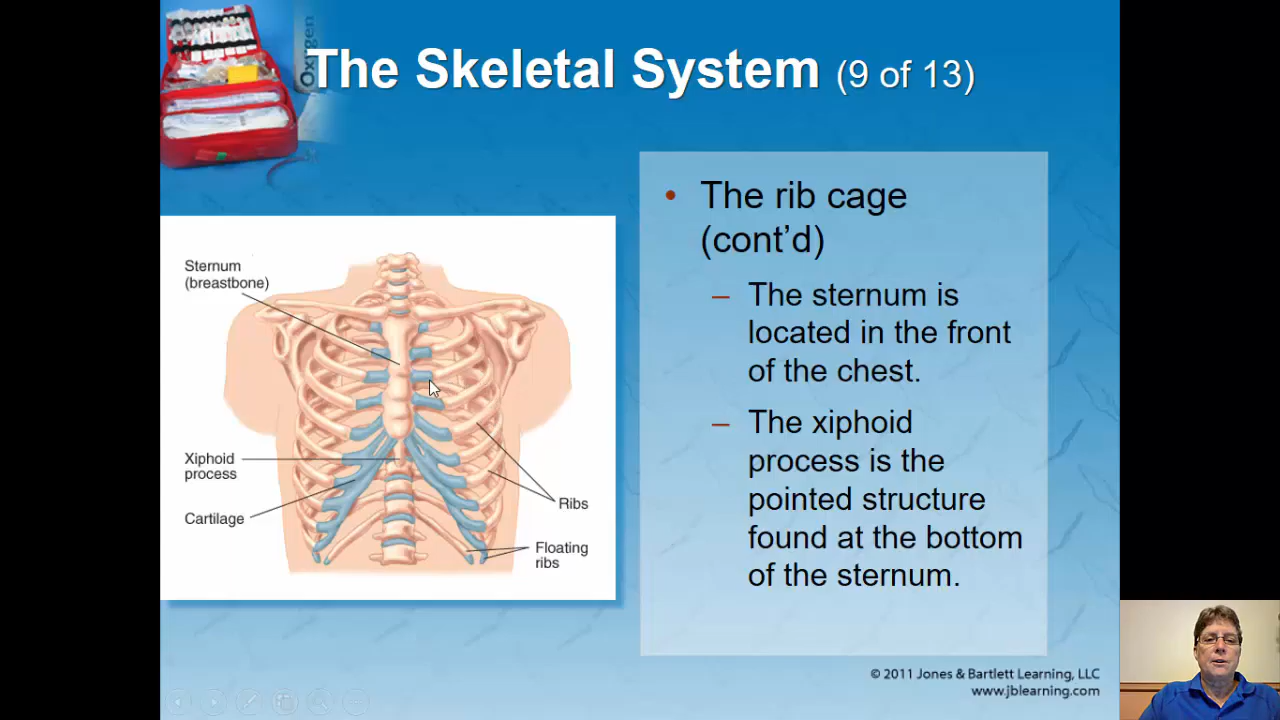 Oxygen
The Skeletal System (9 of 13)
Sternum
(breastbone)
Xiphoid
process
Cartilage
Ribs
Floating
ribs
• The rib cage
(cont’d)
– The sternum is
located in the front
of the chest.
– The xiphoid
process is the
pointed structure
found at the bottom
of the sternum.
© 2011 Jones & Bartlett Learning, LLC
www.jblearning.com